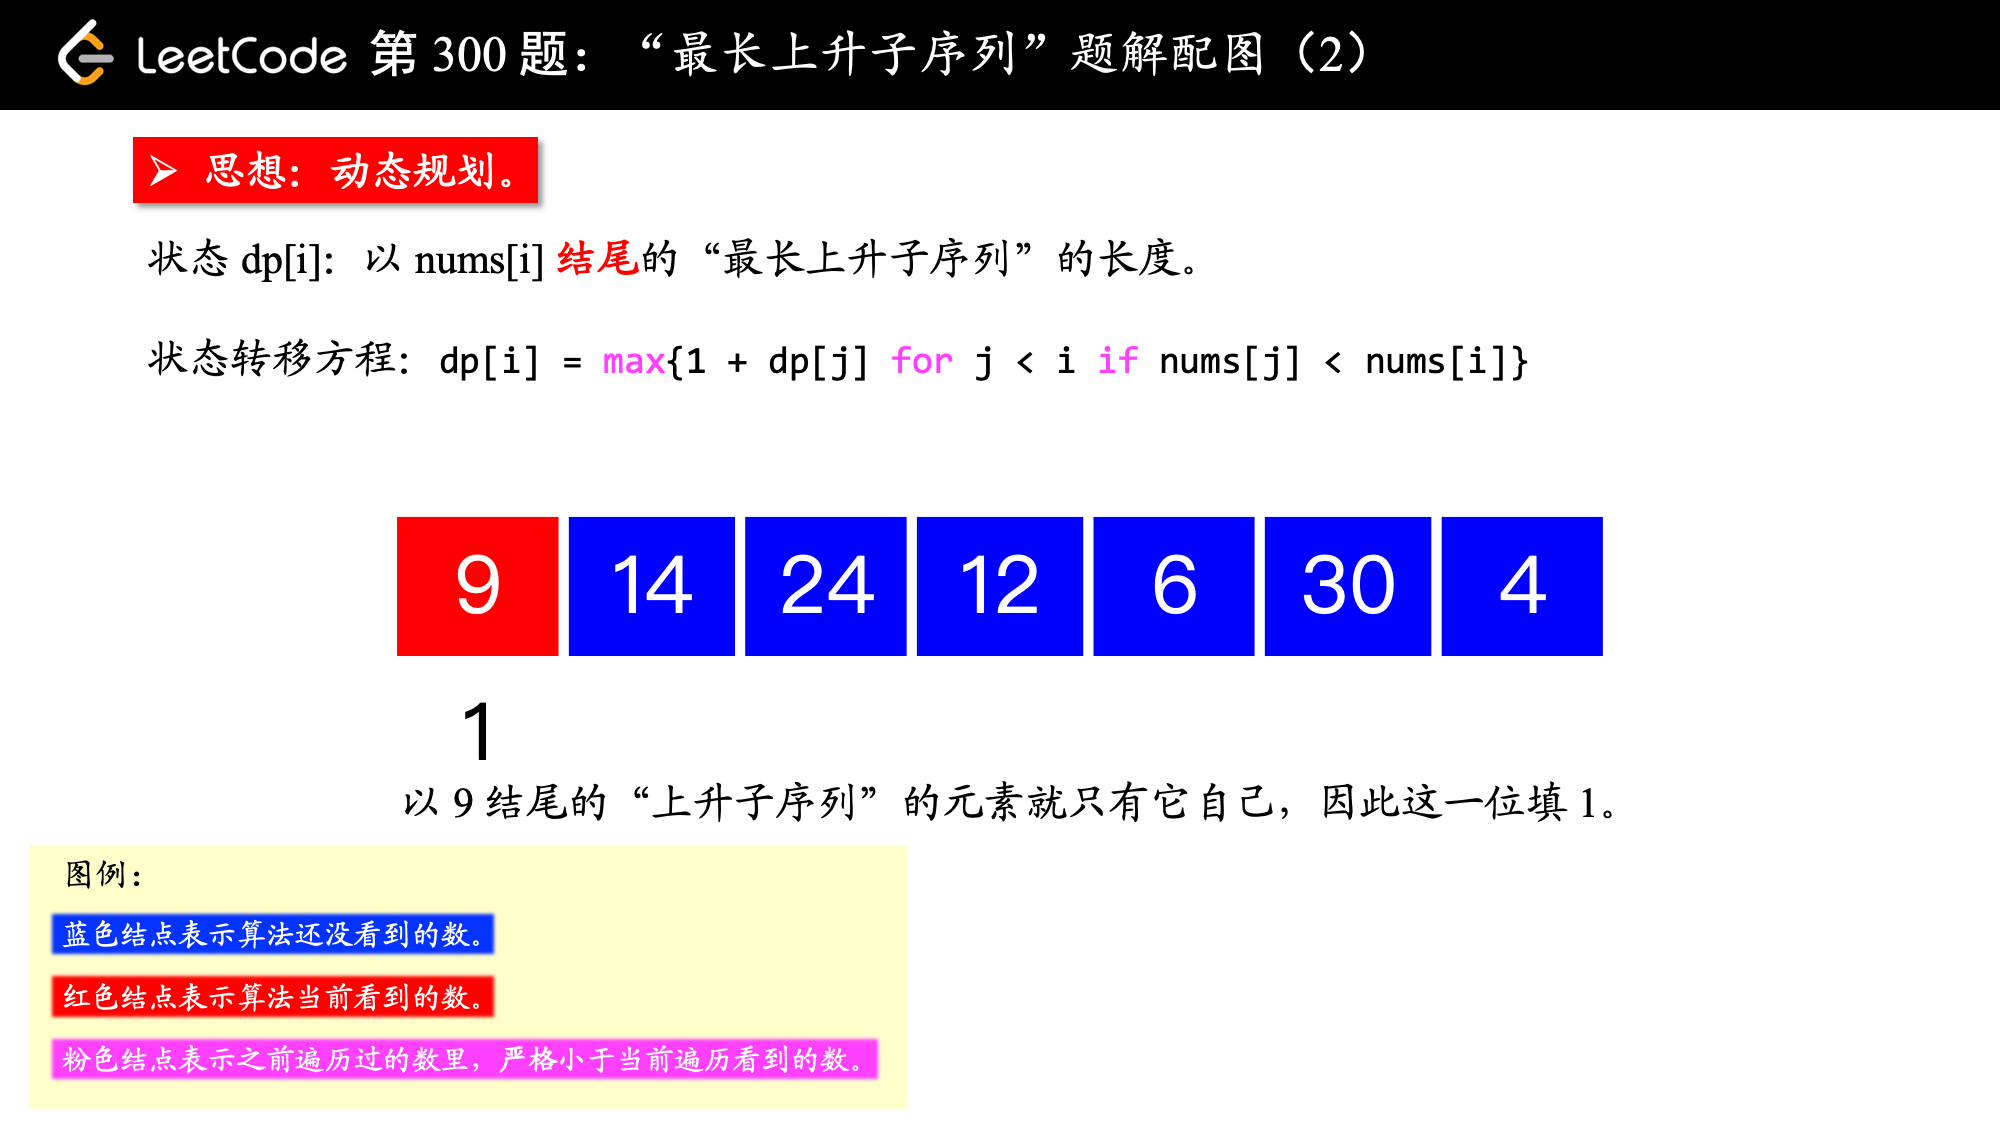 LeetCode 第 300 题：“最长上升子序列”题解配图（2）
➢ 思想：动态规划。
状态 dp[i]：以 nums[i] 结尾的“最长上升子序列”的长度。
状态转移方程：dp[i] = max{1 + dp[j] for j < i if nums[j] < nums[i]}
9 14 24 12 6 30 4
1
以 9 结尾的“上升子序列”的元素就只有它自己，因此这一位填 1。
图例：
蓝色结点表示算法还没看到的数。
红色结点表示算法当前看到的数。
粉色结点表示之前遍历过的数里，严格小于当前遍历看到的数。